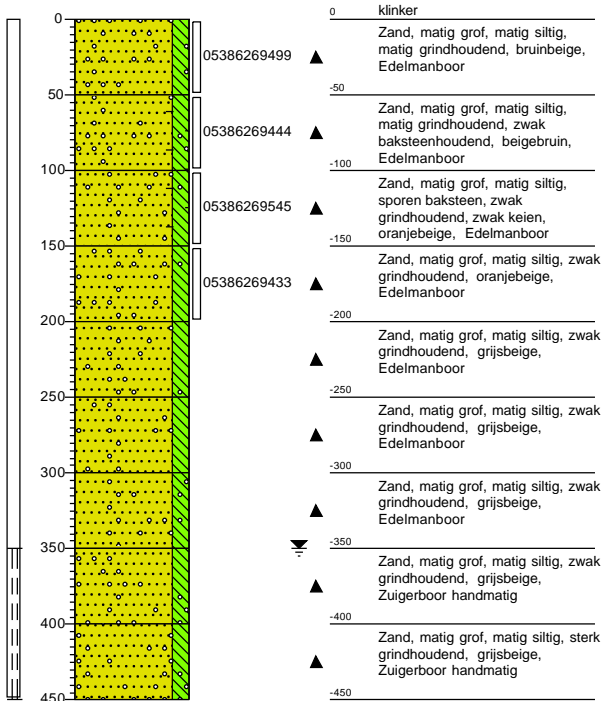 0 klinker
0
Zand, matig grof, matig siltig,
matig grindhoudend, bruinbeige,
Edelmanboor
05386269499
50
-50
Zand, matig grof, matig siltig,
matig grindhoudend, zwak
baksteenhoudend, beigebruin,
Edelmanboor
05386269444
100
-100
Zand, matig grof, matig siltig,
sporen baksteen, zwak
grindhoudend, zwak keien,
oranjebeige, Edelmanboor
05386269545
150
-150
Zand, matig grof, matig siltig, zwak
grindhoudend, oranjebeige,
Edelmanboor
05386269433
200
-200
Zand, matig grof, matig siltig, zwak
grindhoudend, grijsbeige,
Edelmanboor
250
-250
Zand, matig grof, matig siltig, zwak
grindhoudend, grijsbeige,
Edelmanboor
300
-300
Zand, matig grof, matig siltig, zwak
grindhoudend, grijsbeige,
Edelmanboor
350
-350
Zand, matig grof, matig siltig, zwak
grindhoudend, grijsbeige,
Zuigerboor handmatig
400
-400
Zand, matig grof, matig siltig, sterk
grindhoudend, grijsbeige,
Zuigerboor handmatig
450
-450